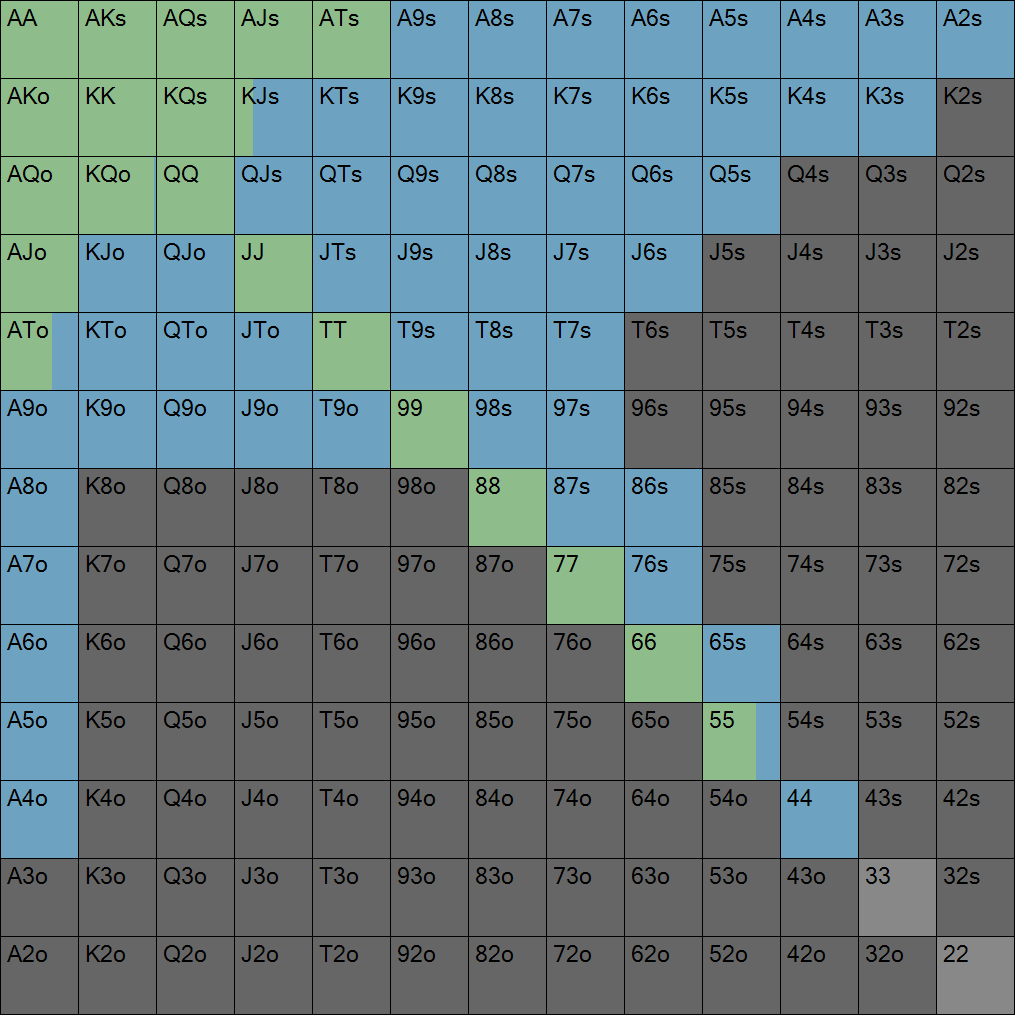 AA AKs AQs AJs ATs A9s A8s A7s A6s A5s A4s A3s A2s
AKo KK KQs KJs KTs K9s K8s K7s K6s K5s K4s K3s K2s
AQo KQo QQ QJs QTs Q9s Q8s Q7s Q6s Q5s Q4s Q3s Q2s
AJo KJo QJo JJ JTs J9s J8s J7s J6s J5s J4s J3s J2s
ATo KTo QTo JTo TT T9s T8s T7s T6s T5s T4s T3s T2s
A9o K9o Q9o J9o T9o 99 98s 97s 96s 95s 94s 93s 92s
A8o K8o Q8o J8o T8o 98o 88 87s 86s 85s 84s 83s 82s
A7o K7o Q7o J7o T7o 97o 87o 77 76s 75s 74s 73s 72s
A6o K6o Q6o J6o T6o 96o 86o 76o 66 65s 64s 63s 62s
A5o K5o Q5o J5o T5o 95o 85o 75o 65o 55 54s 53s 52s
A4o K4o Q4o J4o T4o 94o 84o 74o 64o 54o 44 43s 42s
A3o K3o Q3o J3o T3o 93o 83o 73o 63o 53o 43o 33 32s
A2o K2o Q2o J2o T2o 92o 82o 72o 62o 52o 42o 32o 22